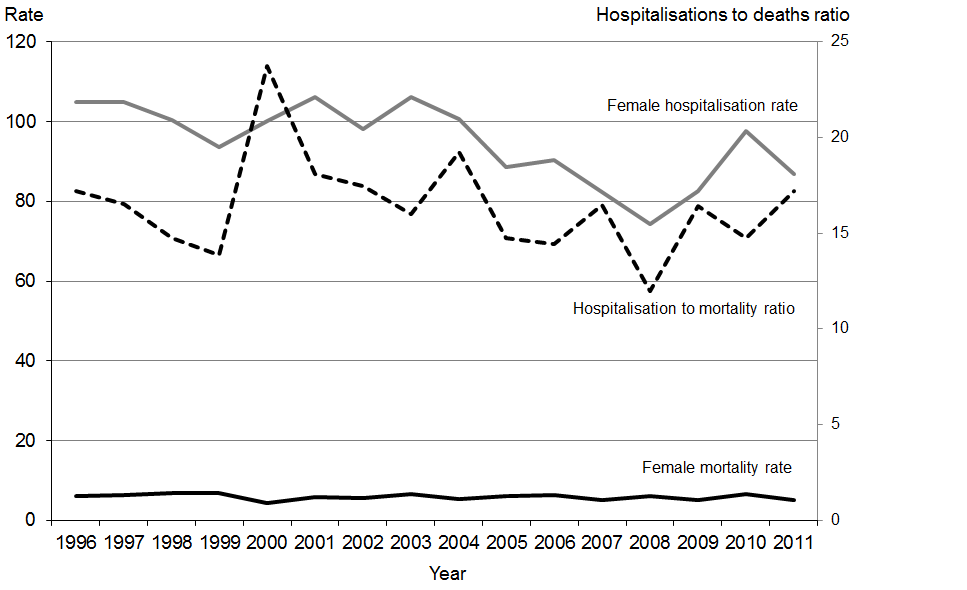 Rate
Hospitalisations to deaths ratio
120
25
Female hospitalisation rate
100
20
80
15
60
Hospitalisation to mortality ratio
10
40
5
20
Female mortality rate
0
0
1996 1997 1998 1999 2000 2001 2002 2003 2004 2005 2006 2007 2008 2009 2010 2011
Year